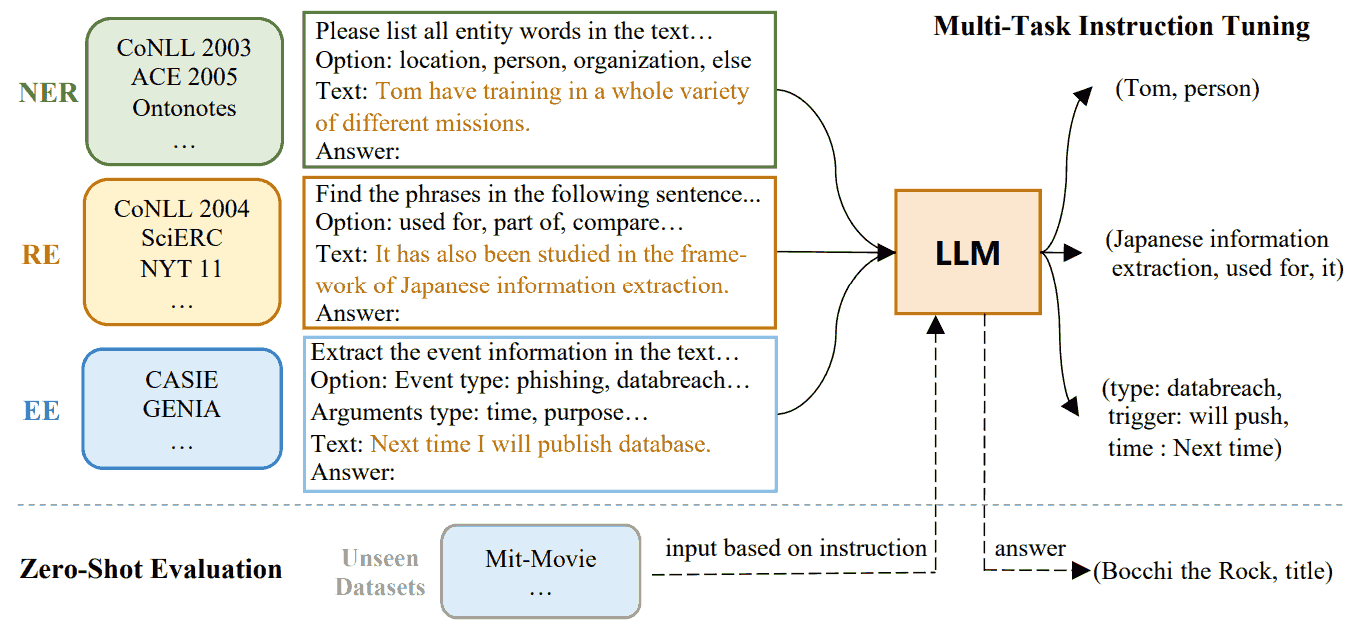 Multi-Task Instruction Tuning
NER
CoNLL 2003
ACE 2005
Ontonotes
…
Please list all entity words in the text…
Option: location, person, organization, else
Text: Tom have training in a whole variety
of different missions.
Answer:
(Tom, person)
RE
CoNLL 2004
SciERC
NYT 11
…
Find the phrases in the following sentence...
Option: used for, part of, compare…
Text: It has also been studied in the frame-
work of Japanese information extraction.
Answer:
LLM
(Japanese information
extraction, used for, it)
EE
CASIE
GENIA
…
Extract the event information in the text…
Option: Event type: phishing, databreach…
Arguments type: time, purpose…
Text: Next time I will publish database.
Answer:
(type: databreach,
trigger: will push,
time : Next time)
Zero-Shot Evaluation
Unseen
Datasets
Mit-Movie
…
input based on instruction
answer
(Bocchi the Rock, title)